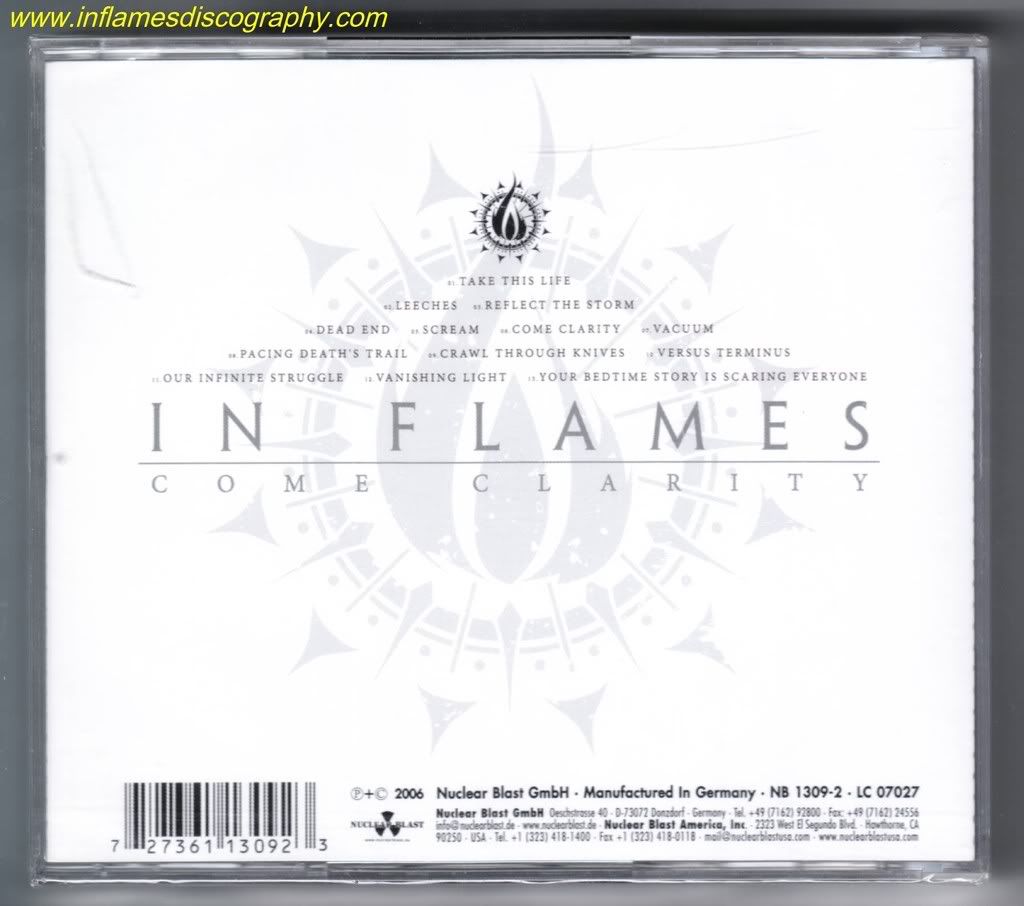 www.inflamesdiscography.com
01. TAKE THIS LIFE
02. LEECHES 03. REFLECT THE STORM
04. DEAD END 05. SCREAM 06. COME CLARITY 07. VACUUM
08. PACING DEATH'S TRAIL 09. CRAWL THROUGH KNIVES 10. VERSUS TERMINUS
11. OUR INFINITE STRUGGLE 12. VANISHING LIGHT 13. YOUR BEDTIME STORY IS SCARING EVERYONE
IN FLAMES
COME CLARITY
℗+© 2006 Nuclear Blast GmbH · Manufactured In Germany · NB 1309-2 · LC 07027
Nuclear Blast GmbH Oeschstrasse 40 · D-73072 Donzdorf · Germany · Tel. +49 (7162) 92800 · Fax: +49 (7162) 24556
info@nuclearblast.de · www.nuclearblast.de · Nuclear Blast America, Inc. · 2323 West El Segundo Blvd. · Hawthorne, CA
90250 · USA · Tel. +1 (323) 418-1400 · Fax +1 (323) 418-0118 · mail@nuclearblastusa.com · www.nuclearblastusa.com
NUCLEAR BLAST
7 27361 13092 3